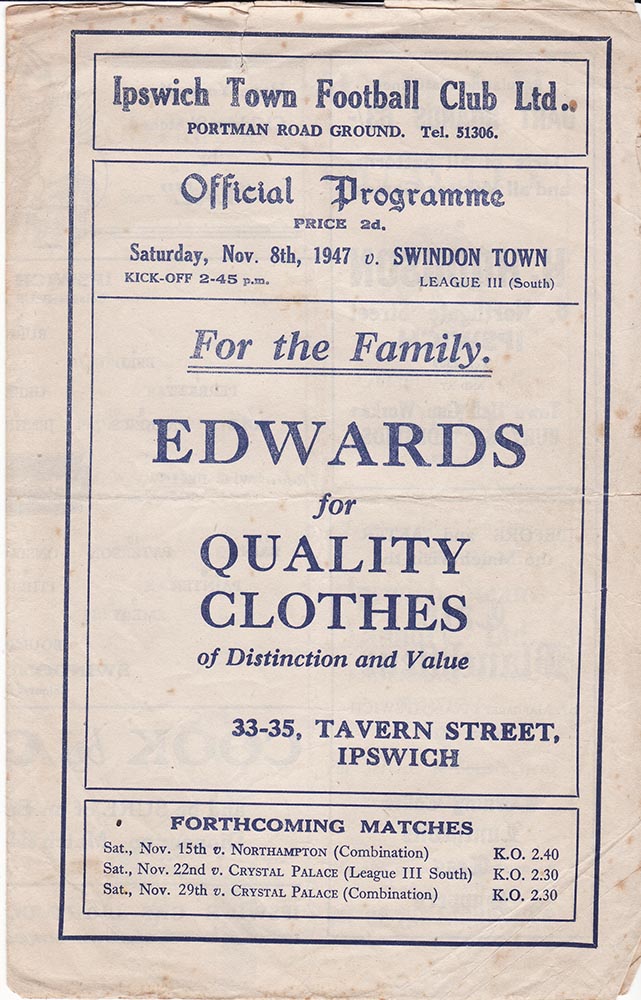 Ipswich Town Football Club Ltd..
PORTMAN ROAD GROUND. Tel. 51306.
Official Programme
PRICE 2d.
Saturday, Nov. 8th, 1947 v. SWINDON TOWN
KICK-OFF 2-45 p.m. LEAGUE III (South)
For the Family.
EDWARDS
for
QUALITY
CLOTHES
of Distinction and Value
33-35, TAVERN STREET,
IPSWICH
FORTHCOMING MATCHES
Sat., Nov. 15th v. NORTHAMPTON (Combination) K.O. 2.40
Sat., Nov. 22nd v. CRYSTAL PALACE (League III South) K.O. 2.30
Sat., Nov. 29th v. CRYSTAL PALACE (Combination) K.O. 2.30